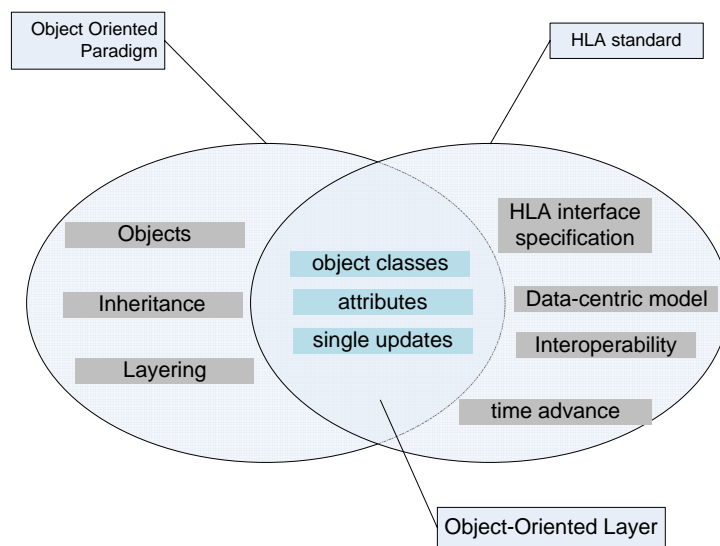 Object Oriented
Paradigm
HLA standard
Objects
Inheritance
Layering
object classes
attributes
single updates
HLA interface
specification
Data-centric model
Interoperability
time advance
Object-Oriented Layer